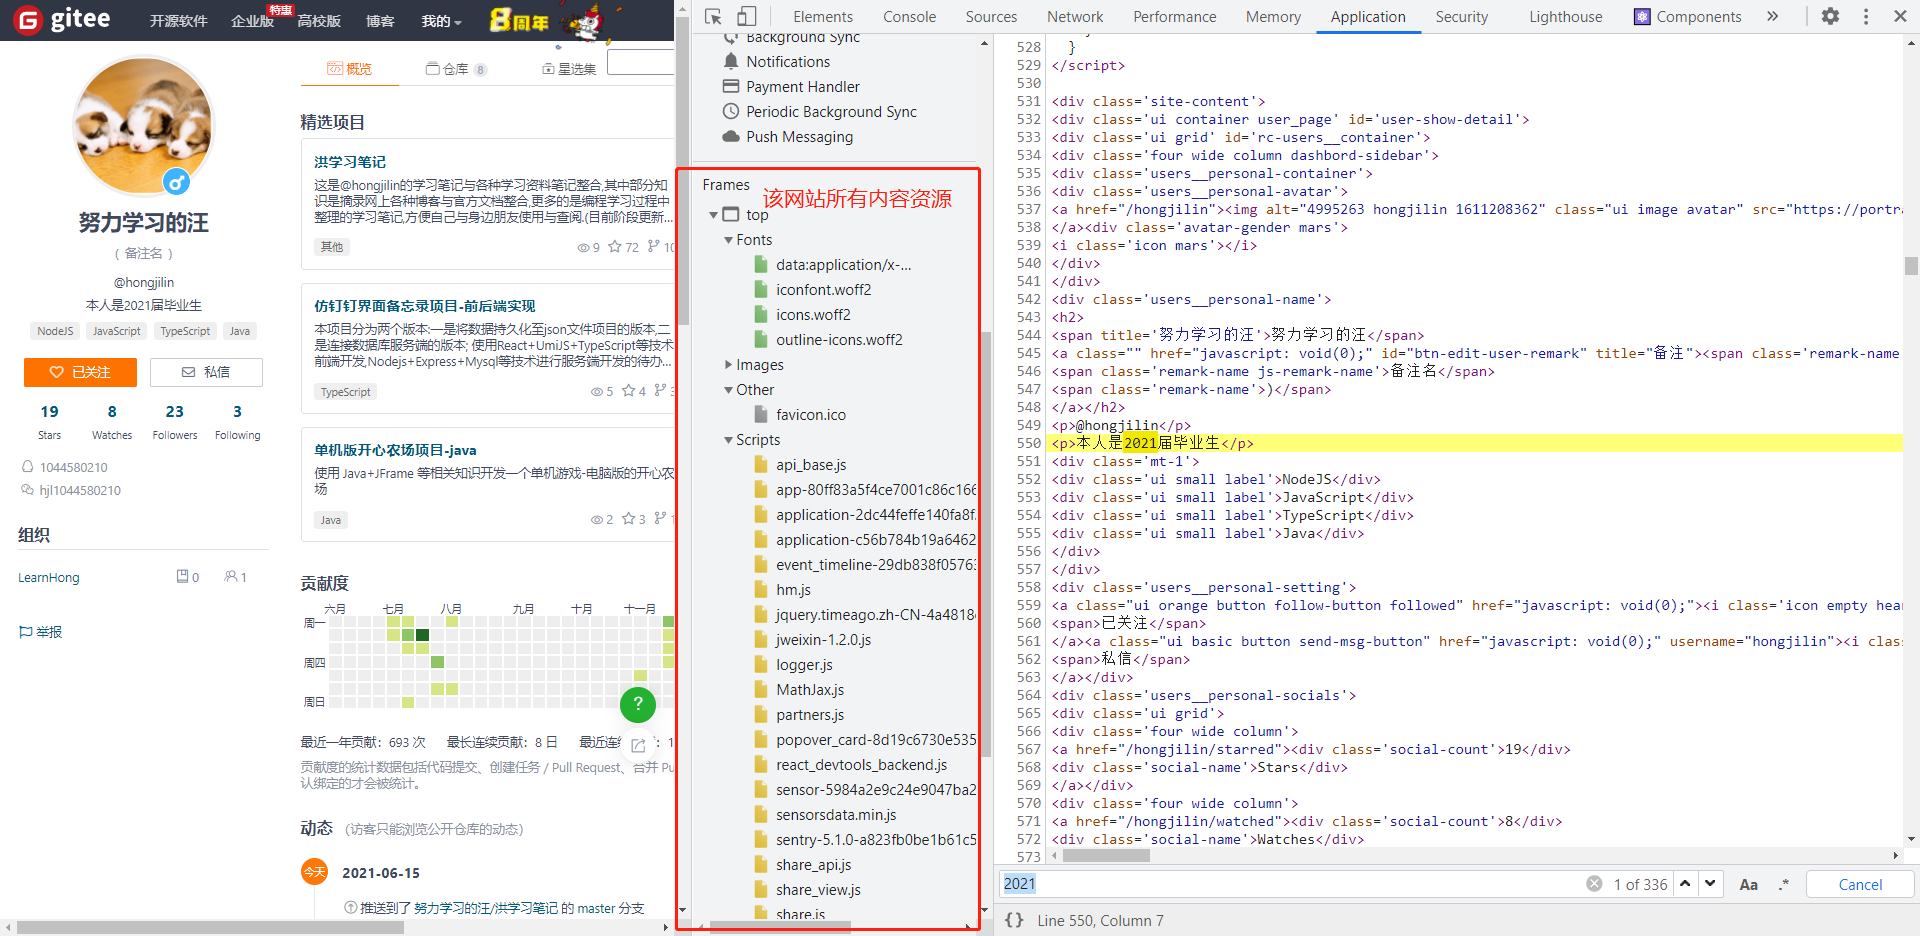 gitee
开源软件
企业版
特惠
高校版
博客
我的
8周年
概览
仓库 8
星选集
努力学习的汪
( 备注名 )
@hongjilin
本人是2021届毕业生
NodeJS JavaScript TypeScript Java
已关注
私信
19 8 23 3
Stars Watches Followers Following
1044580210
hjl1044580210
组织
LearnHong 0 1
举报
精选项目
洪学习笔记
这是@hongjilin的学习笔记与各种学习资料笔记整合,其中部分知
识是摘录网上各种博客与官方文档整合,更多的是编程学习过程中
整理的学习笔记,方便自己与身边朋友使用与查阅.(目前阶段更新...
其他
9 72 10
仿钉钉界面备忘录项目-前后端实现
本项目分为两个版本:一是将数据持久化至json文件项目的版本,二
是连接数据库服务端的版本; 使用React+UmiJS+TypeScript等技术
前端开发,Nodejs+Express+Mysql等技术进行服务端开发的待办...
TypeScript
5 4 3
单机版开心农场项目-java
使用 Java+JFrame 等相关知识开发一个单机游戏-电脑版的开心农
场
Java
2 3 1
贡献度
六月 七月 八月 九月 十月 十一月
周一
周四
周日
?
最近一年贡献：693 次 最长连续贡献：8 日 最近连续
贡献度的统计数据包括代码提交、创建任务 / Pull Request、合并 Pu
认绑定的才会被统计。
动态 (访客只能浏览公开仓库的动态)
今天 2021-06-15
推送到了 努力学习的汪/洪学习笔记 的 master 分支
Elements Console Sources Network Performance Memory Application Security Lighthouse Components »
Background Sync
Notifications
Payment Handler
Periodic Background Sync
Push Messaging
Frames
该网站所有内容资源
top
Fonts
data:application/x-...
iconfont.woff2
icons.woff2
outline-icons.woff2
Images
Other
favicon.ico
Scripts
api_base.js
app-80ff83a5f4ce7001c86c166
application-2dc44feffe140fa8f
application-c56b784b19a6462
event_timeline-29db838f0576
hm.js
jquery.timeago.zh-CN-4a4818
jweixin-1.2.0.js
logger.js
MathJax.js
partners.js
popover_card-8d19c6730e535
react_devtools_backend.js
sensor-5984a2e9c24e9047ba2
sensorsdata.min.js
sentry-5.1.0-a823fb0be1b61c5
share_api.js
share_view.js
share.js
528 }
529 </script>
530
531 <div class='site-content'>
532 <div class='ui container user_page' id='user-show-detail'>
533 <div class='ui grid' id='rc-users__container'>
534 <div class='four wide column dashbord-sidebar'>
535 <div class='users__personal-container'>
536 <div class='users__personal-avatar'>
537 <a href="/hongjilin"><img alt="4995263 hongjilin 1611208362" class="ui image avatar" src="https://portra
538 </a><div class='avatar-gender mars'>
539 <i class='icon mars'></i>
540 </div>
541 </div>
542 <div class='users__personal-name'>
543 <h2>
544 <span title='努力学习的汪'>努力学习的汪</span>
545 <a class="" href="javascript: void(0);" id="btn-edit-user-remark" title="备注"><span class='remark-name
546 <span class='remark-name js-remark-name'>备注名</span>
547 <span class='remark-name'>)</span>
548 </a></h2>
549 <p>@hongjilin</p>
550 <p>本人是2021届毕业生</p>
551 <div class='mt-1'>
552 <div class='ui small label'>NodeJS</div>
553 <div class='ui small label'>JavaScript</div>
554 <div class='ui small label'>TypeScript</div>
555 <div class='ui small label'>Java</div>
556 </div>
557 </div>
558 <div class='users__personal-setting'>
559 <a class="ui orange button follow-button followed" href="javascript: void(0);"><i class='icon empty hear
560 <span>已关注</span>
561 </a><a class="ui basic button send-msg-button" href="javascript: void(0);" username="hongjilin"><i clas
562 <span>私信</span>
563 </a></div>
564 <div class='users__personal-socials'>
565 <div class='ui grid'>
566 <div class='four wide column'>
567 <a href="/hongjilin/starred"><div class='social-count'>19</div>
568 <div class='social-name'>Stars</div>
569 </a></div>
570 <div class='four wide column'>
571 <a href="/hongjilin/watched"><div class='social-count'>8</div>
572 <div class='social-name'>Watches</div>
573
2021 1 of 336 Aa .* Cancel
{} Line 550, Column 7